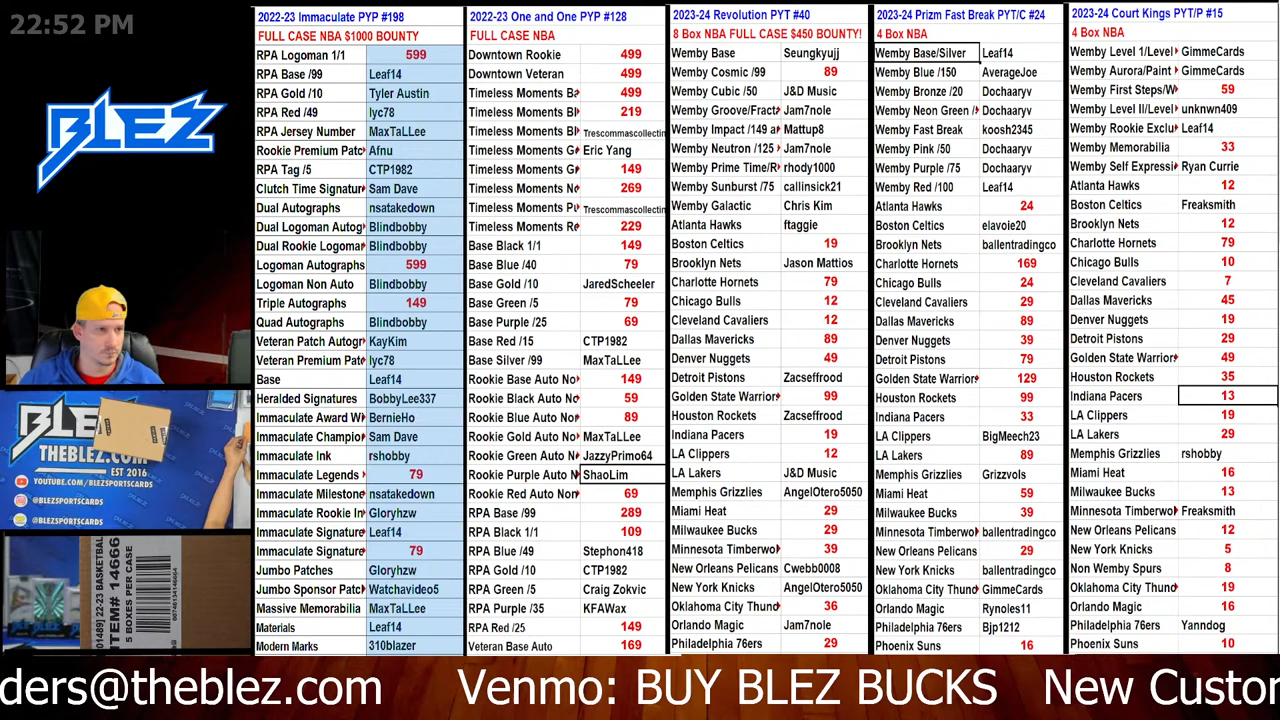 22:52 PM
BLEZ
BLEZ
THEBLEZ.COM
EST 2016
YOUTUBE.COM/BLEZSPORTSCARDS
@BLEZSPORTSCARDS
@BLEZSPORTSCARDS
22-23 BASKETBALL
ITEM# 14666
5 BOXES PER CASE
2022-23 Immaculate PYP #198
FULL CASE NBA $1000 BOUNTY
RPA Logoman 1/1 599
RPA Base /99 Leaf14
RPA Gold /10 Tyler Austin
RPA Red /49 lyc78
RPA Jersey Number MaxTaLLee
Rookie Premium Patc Afnu
RPA Tag /5 CTP1982
Clutch Time Signatur Sam Dave
Dual Autographs nsatakedown
Dual Logoman Autog Blindbobby
Dual Rookie Logoma Blindbobby
Logoman Autographs 599
Logoman Non Auto Blindbobby
Triple Autographs 149
Quad Autographs Blindbobby
Veteran Patch Autogr KayKim
Veteran Premium Pat lyc78
Base Leaf14
Heralded Signatures BobbyLee337
Immaculate Award W BernieHo
Immaculate Champio Sam Dave
Immaculate Ink rshobby
Immaculate Legends 79
Immaculate Milestone nsatakedown
Immaculate Rookie In Gloryhzw
Immaculate Signature Leaf14
Immaculate Signature 79
Jumbo Patches Gloryhzw
Jumbo Sponsor Patc Watchavideo5
Massive Memorabilia MaxTaLLee
Materials Leaf14
Modern Marks 310blazer
2022-23 One and One PYP #128
FULL CASE NBA
Downtown Rookie 499
Downtown Veteran 499
Timeless Moments Ba 499
Timeless Moments Bl 219
Timeless Moments Bl Trescommascollectin
Timeless Moments G Eric Yang
Timeless Moments G 149
Timeless Moments No 269
Timeless Moments Pu Trescommascollectin
Timeless Moments Re 229
Base Black 1/1 149
Base Blue /40 79
Base Gold /10 JaredScheeler
Base Green /5 79
Base Purple /25 69
Base Red /15 CTP1982
Base Silver /99 MaxTaLLee
Rookie Base Auto No 149
Rookie Black Auto No 59
Rookie Blue Auto No 89
Rookie Gold Auto No MaxTaLLee
Rookie Green Auto No JazzyPrimo64
Rookie Purple Auto N ShaoLim
Rookie Red Auto Non 69
RPA Base /99 289
RPA Black 1/1 109
RPA Blue /49 Stephon418
RPA Gold /10 CTP1982
RPA Green /5 Craig Zokvic
RPA Purple /35 KFAWax
RPA Red /25 149
Veteran Base Auto 169
2023-24 Revolution PYT #40
8 Box NBA FULL CASE $450 BOUNTY!
Wemby Base Seungkyujj
Wemby Cosmic /99 89
Wemby Cubic /50 J&D Music
Wemby Groove/Fract Jam7nole
Wemby Impact /149 a Mattup8
Wemby Neutron /125 Jam7nole
Wemby Prime Time/R rhody1000
Wemby Sunburst /75 callinsick21
Wemby Galactic Chris Kim
Atlanta Hawks ftaggie
Boston Celtics 19
Brooklyn Nets Jason Mattios
Charlotte Hornets 79
Chicago Bulls 12
Cleveland Cavaliers 12
Dallas Mavericks 89
Denver Nuggets 49
Detroit Pistons Zacseffrood
Golden State Warrior 99
Houston Rockets Zacseffrood
Indiana Pacers 19
LA Clippers 12
LA Lakers J&D Music
Memphis Grizzlies AngelOtero5050
Miami Heat 29
Milwaukee Bucks 29
Minnesota Timberwo 39
New Orleans Pelicans Cwebb0008
New York Knicks AngelOtero5050
Oklahoma City Thund 36
Orlando Magic Jam7nole
Philadelphia 76ers 29
2023-24 Prizm Fast Break PYT/C #24
4 Box NBA
Wemby Base/Silver Leaf14
Wemby Blue /150 AverageJoe
Wemby Bronze /20 Dochaaryv
Wemby Neon Green / Dochaaryv
Wemby Fast Break koosh2345
Wemby Pink /50 Dochaaryv
Wemby Purple /75 Dochaaryv
Wemby Red /100 Leaf14
Atlanta Hawks 24
Boston Celtics elavoie20
Brooklyn Nets ballentradingco
Charlotte Hornets 169
Chicago Bulls 24
Cleveland Cavaliers 29
Dallas Mavericks 89
Denver Nuggets 39
Detroit Pistons 79
Golden State Warrior 129
Houston Rockets 99
Indiana Pacers 33
LA Clippers BigMeech23
LA Lakers 89
Memphis Grizzlies Grizzvols
Miami Heat 59
Milwaukee Bucks 39
Minnesota Timberwo ballentradingco
New Orleans Pelicans 29
New York Knicks ballentradingco
Oklahoma City Thund GimmeCards
Orlando Magic Rynoles11
Philadelphia 76ers Bjp1212
Phoenix Suns 16
2023-24 Court Kings PYT/P #15
4 Box NBA
Wemby Level 1/Level GimmeCards
Wemby Aurora/Paint GimmeCards
Wemby First Steps/W 59
Wemby Level II/Level unknwn409
Wemby Rookie Exclu Leaf14
Wemby Memorabilia 33
Wemby Self Expressi Ryan Currie
Atlanta Hawks 12
Boston Celtics Freaksmith
Brooklyn Nets 12
Charlotte Hornets 79
Chicago Bulls 10
Cleveland Cavaliers 7
Dallas Mavericks 45
Denver Nuggets 19
Detroit Pistons 29
Golden State Warrior 49
Houston Rockets 35
Indiana Pacers 13
LA Clippers 19
LA Lakers 29
Memphis Grizzlies rshobby
Miami Heat 16
Milwaukee Bucks 13
Minnesota Timberwo Freaksmith
New Orleans Pelicans 12
New York Knicks 5
Non Wemby Spurs 8
Oklahoma City Thund 19
Orlando Magic 16
Philadelphia 76ers Yanndog
Phoenix Suns 10
ders@theblez.com Venmo: BUY BLEZ BUCKS New Custo